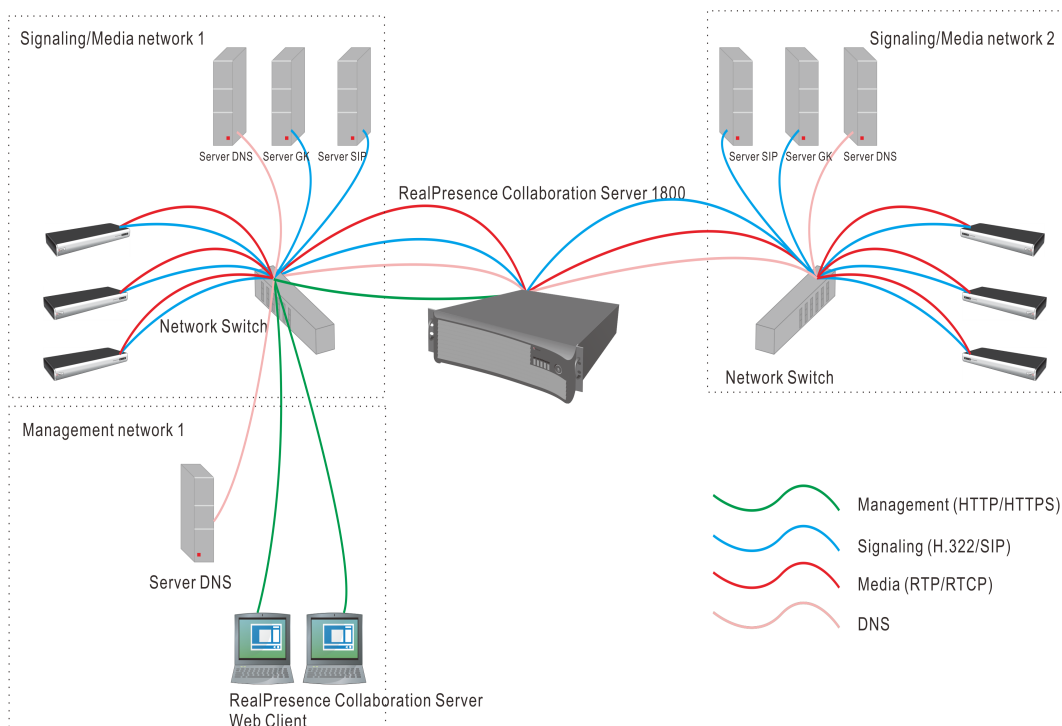 Signaling/Media network 1
Signaling/Media network 2
Server DNS
Server GK
Server SIP
Server SIP
Server GK
Server DNS
RealPresence Collaboration Server 1800
Network Switch
Network Switch
Management network 1
Server DNS
Management (HTTP/HTTPS)
Signaling (H.322/SIP)
Media (RTP/RTCP)
DNS
RealPresence Collaboration Server
Web Client